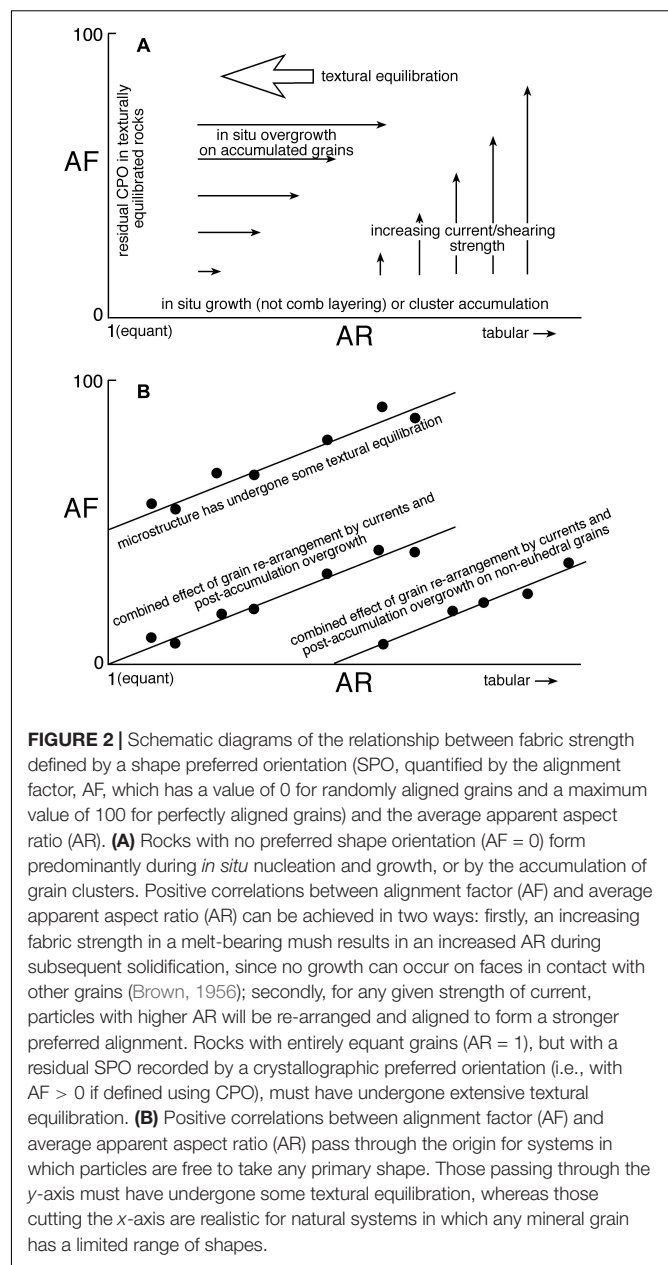 100
A
textural equilibration
residual CPO in texturally
equilibrated rocks
AF
in situ overgrowth
on accumulated grains
increasing current/shearing
strength
in situ growth (not comb layering) or cluster accumulation
0
1(equant)
AR
tabular
100
B
AF
microstructure has undergone some textural equilibration
combined effect of grain re-arrangement by currents and
post-accumulation overgrowth
combined effect of grain re-arrangement by currents and
post-accumulation overgrowth on non-euhedral grains
0
1(equant)
AR
tabular
FIGURE 2 | Schematic diagrams of the relationship between fabric strength
defined by a shape preferred orientation (SPO, quantified by the alignment
factor, AF, which has a value of 0 for randomly aligned grains and a maximum
value of 100 for perfectly aligned grains) and the average apparent aspect
ratio (AR). (A) Rocks with no preferred shape orientation (AF = 0) form
predominantly during in situ nucleation and growth, or by the accumulation of
grain clusters. Positive correlations between alignment factor (AF) and average
apparent aspect ratio (AR) can be achieved in two ways: firstly, an increasing
fabric strength in a melt-bearing mush results in an increased AR during
subsequent solidification, since no growth can occur on faces in contact with
other grains (Brown, 1956); secondly, for any given strength of current,
particles with higher AR will be re-arranged and aligned to form a stronger
preferred alignment. Rocks with entirely equant grains (AR = 1), but with a
residual SPO recorded by a crystallographic preferred orientation (i.e., with
AF > 0 if defined using CPO), must have undergone extensive textural
equilibration. (B) Positive correlations between alignment factor (AF) and
average apparent aspect ratio (AR) pass through the origin for systems in
which particles are free to take any primary shape. Those passing through the
y-axis must have undergone some textural equilibration, whereas those
cutting the x-axis are realistic for natural systems in which any mineral grain
has a limited range of shapes.